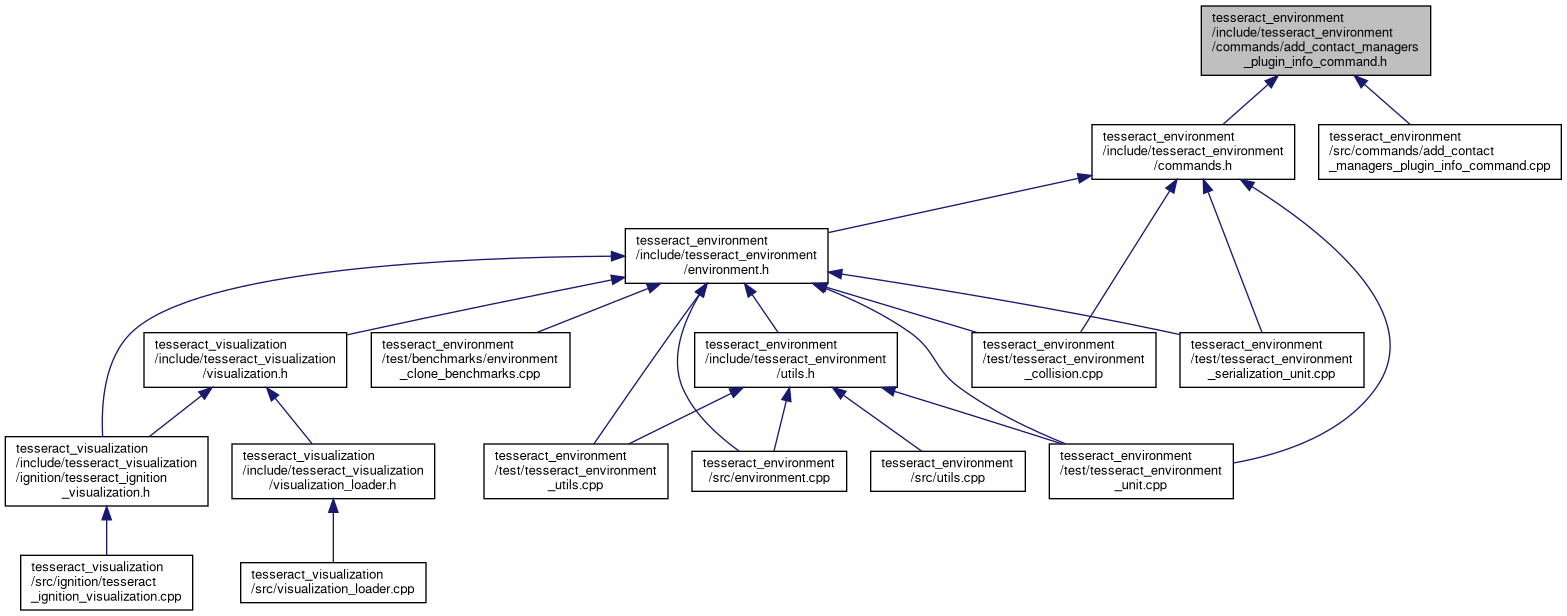 tesseract_environment
/include/tesseract_environment
/commands/add_contact_managers
_plugin_info_command.h
tesseract_environment
/include/tesseract_environment
/commands.h
tesseract_environment
/src/commands/add_contact
_managers_plugin_info_command.cpp
tesseract_environment
/include/tesseract_environment
/environment.h
tesseract_visualization
/include/tesseract_visualization
/visualization.h
tesseract_environment
/test/benchmarks/environment
_clone_benchmarks.cpp
tesseract_environment
/include/tesseract_environment
/utils.h
tesseract_environment
/test/tesseract_environment
_collision.cpp
tesseract_environment
/test/tesseract_environment
_serialization_unit.cpp
tesseract_visualization
/include/tesseract_visualization
/ignition/tesseract_ignition
_visualization.h
tesseract_visualization
/include/tesseract_visualization
/visualization_loader.h
tesseract_environment
/test/tesseract_environment
_utils.cpp
tesseract_environment
/src/environment.cpp
tesseract_environment
/src/utils.cpp
tesseract_environment
/test/tesseract_environment
_unit.cpp
tesseract_visualization
/src/ignition/tesseract
_ignition_visualization.cpp
tesseract_visualization
/src/visualization_loader.cpp